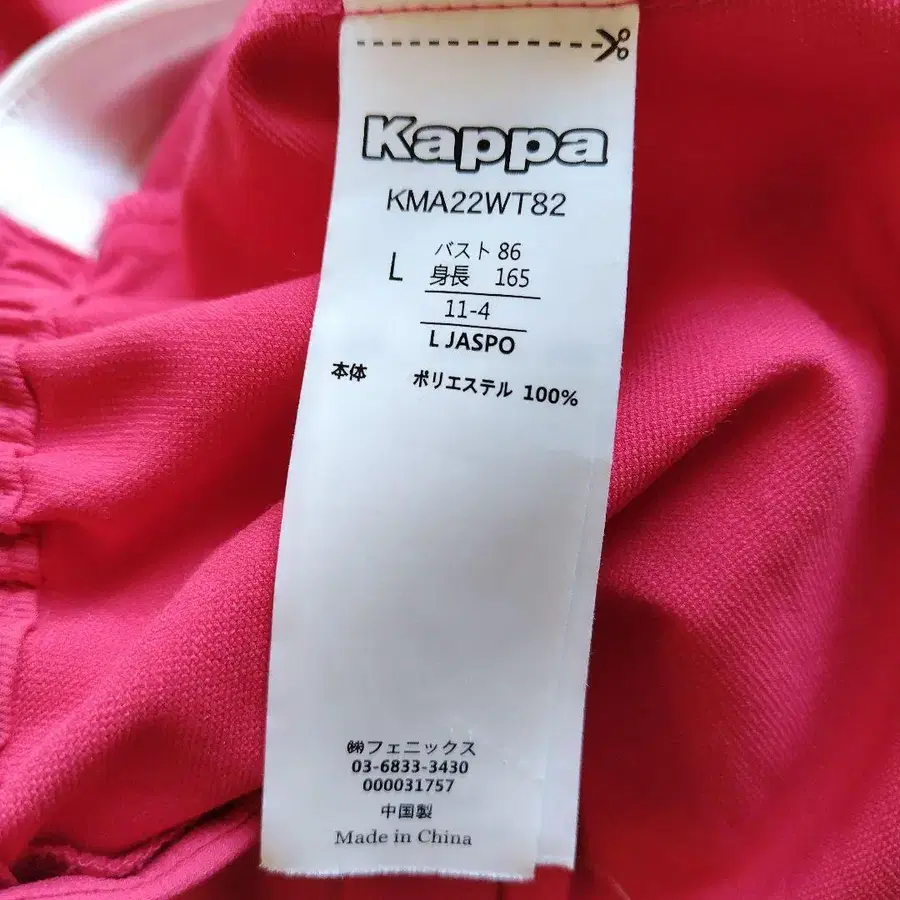 Kappa
KMA22WT82
バスト 86
L 身長 165
11-4
L JASPO
本体 ポリエステル 100%
㈱フェニックス
03-6833-3430
000031757
中国製
Made in China